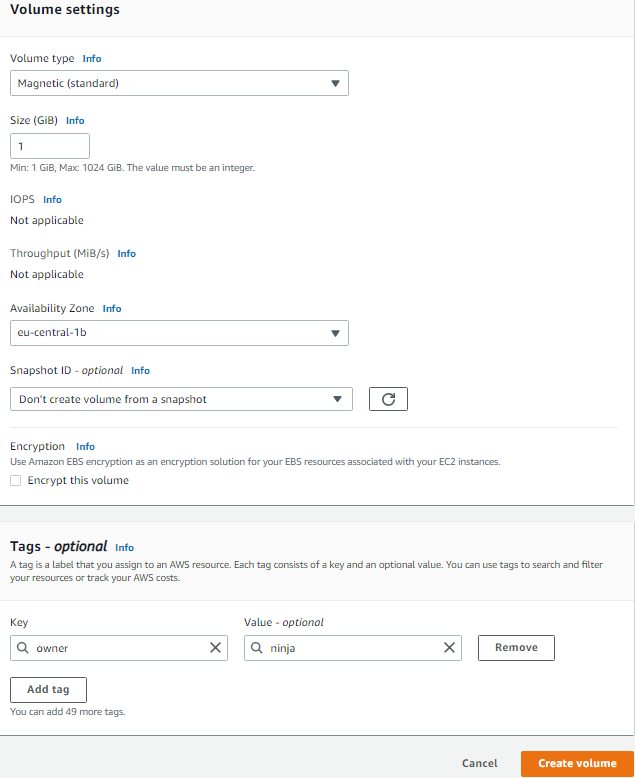 Volume settings
Volume type Info
Magnetic (standard)
Size (GiB) Info
1
Min: 1 GiB, Max: 1024 GiB. The value must be an integer.
IOPS Info
Not applicable
Throughput (MiB/s) Info
Not applicable
Availability Zone Info
eu-central-1b
Snapshot ID - optional Info
Don't create volume from a snapshot
Encryption Info
Use Amazon EBS encryption as an encryption solution for your EBS resources associated with your EC2 instances.
Encrypt this volume
Tags - optional Info
A tag is a label that you assign to an AWS resource. Each tag consists of a key and an optional value. You can use tags to search and filter
your resources or track your AWS costs.
Key Value - optional
owner ninja Remove
Add tag
You can add 49 more tags.
Cancel Create volume